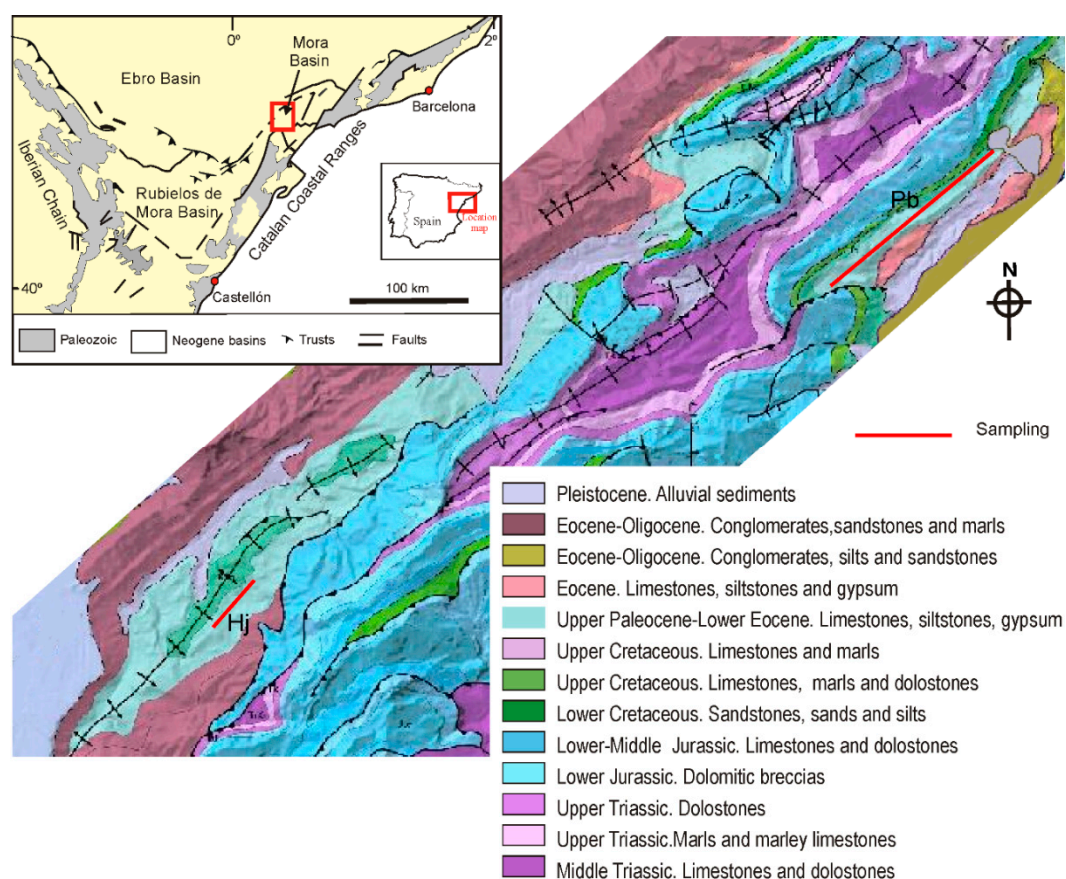 0º
2º
Mora
Basin
Ebro Basin
Barcelona
Iberian Chain
Catalan Coastal Ranges
Rubielos de
Mora Basin
Spain
Location
map
40º
Castellón
100 km
Paleozoic
Neogene basins
Trusts
Faults
Pb
N
Sampling
Hj
Pleistocene. Alluvial sediments
Eocene-Oligocene. Conglomerates,sandstones and marls
Eocene-Oligocene. Conglomerates, silts and sandstones
Eocene. Limestones, siltstones and gypsum
Upper Paleocene-Lower Eocene. Limestones, siltstones, gypsum
Upper Cretaceous. Limestones and marls
Upper Cretaceous. Limestones, marls and dolostones
Lower Cretaceous. Sandstones, sands and silts
Lower-Middle Jurassic. Limestones and dolostones
Lower Jurassic. Dolomitic breccias
Upper Triassic. Dolostones
Upper Triassic.Marls and marley limestones
Middle Triassic. Limestones and dolostones